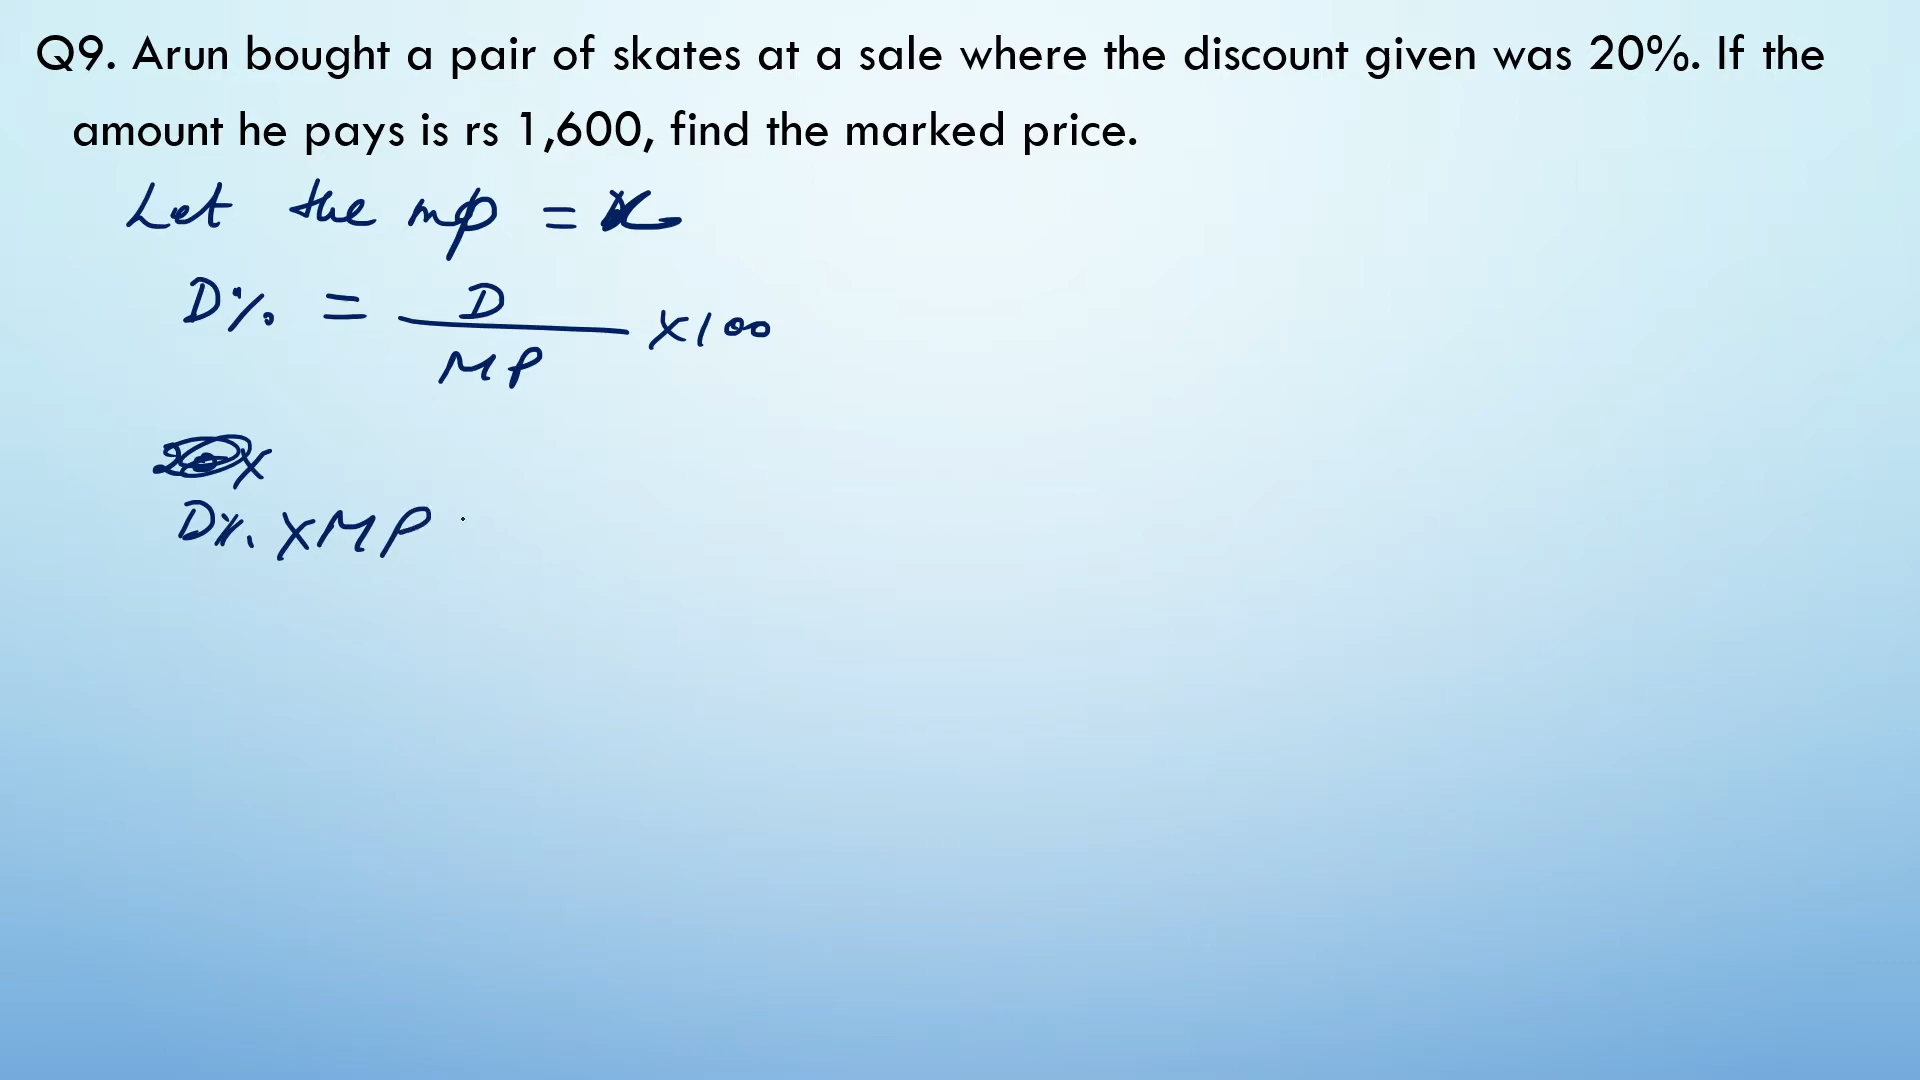 Q9. Arun bought a pair of skates at a sale where the discount given was 20%. If the
amount he pays is rs 1,600, find the marked price.
Let the mp = x
D% = D/MP ×100
D% × MP